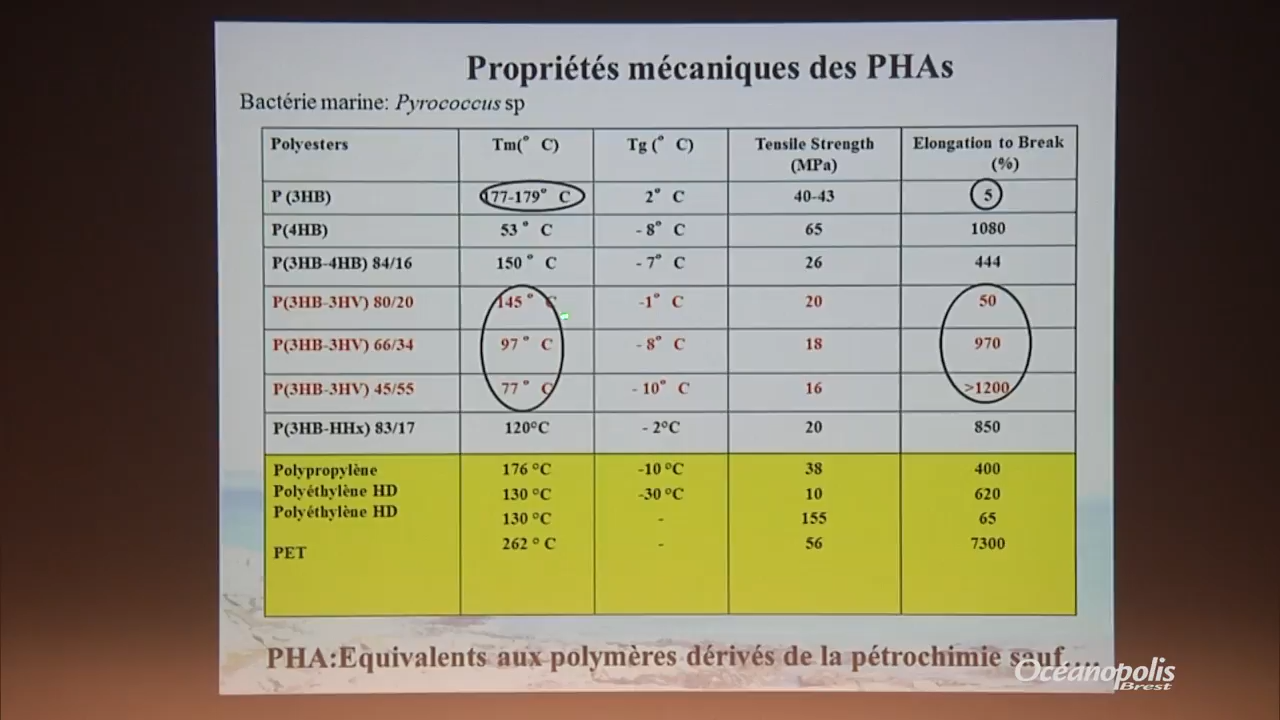 Propriétés mécaniques des PHAs
Bactérie marine: Pyrococcus sp
Polyesters Tm(° C) Tg (° C) Tensile Strength (MPa) Elongation to Break (%)
P (3HB) 177-179° C 2° C 40-43 5
P(4HB) 53 ° C - 8° C 65 1080
P(3HB-4HB) 84/16 150 ° C - 7° C 26 444
P(3HB-3HV) 80/20 145 ° C -1° C 20 50
P(3HB-3HV) 66/34 97 ° C - 8° C 18 970
P(3HB-3HV) 45/55 77 ° C - 10° C 16 >1200
P(3HB-HHx) 83/17 120°C - 2°C 20 850
Polypropylène 176 °C -10 °C 38 400
Polyéthylène HD 130 °C -30 °C 10 620
Polyéthylène HD 130 °C - 155 65
PET 262 ° C - 56 7300
PHA:Equivalents aux polymères dérivés de la pétrochimie sauf....
Océanopolis
Brest